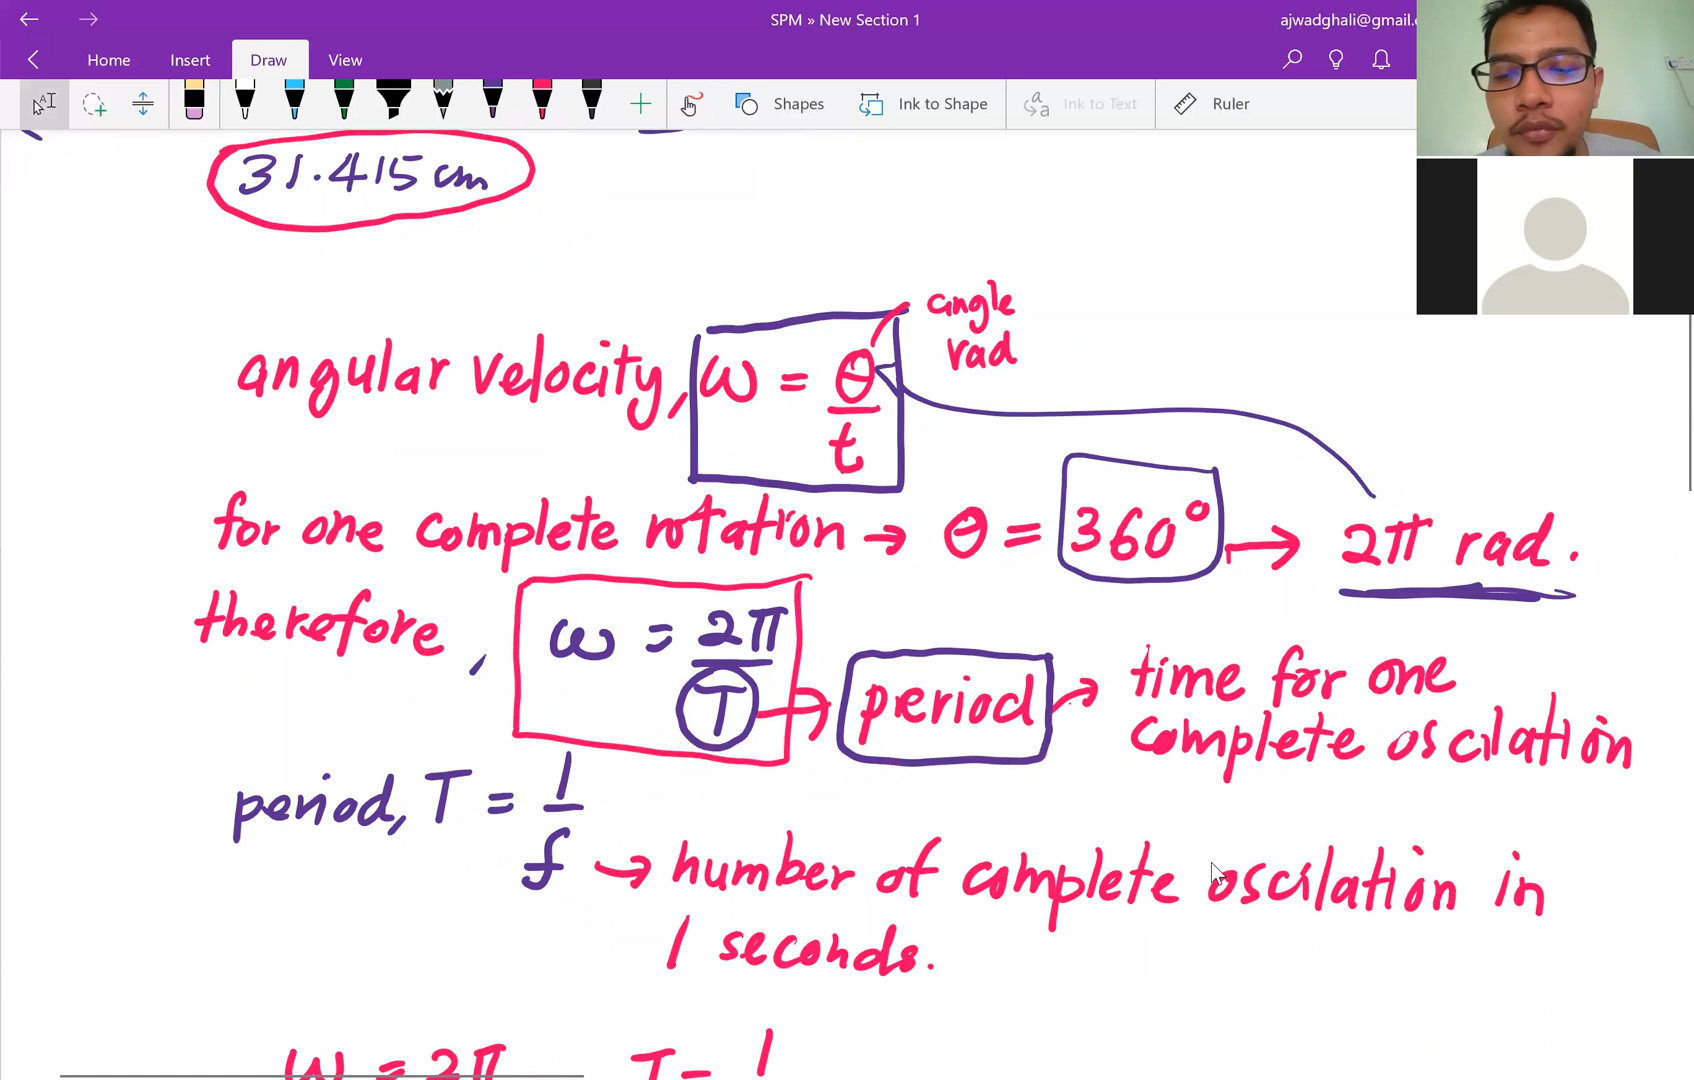 SPM » New Section 1
ajwadghali@gmail.c
Home Insert Draw View
Shapes Ink to Shape Ink to Text Ruler
31.415 cm
angle
rad
angular velocity, ω = θ
t
for one complete rotation → θ = 360° → 2π rad.
therefore, ω = 2π
T → period → time for one
complete oscilation
period, T = 1
f → number of complete oscilation in
1 seconds.
ω = 2π T = 1